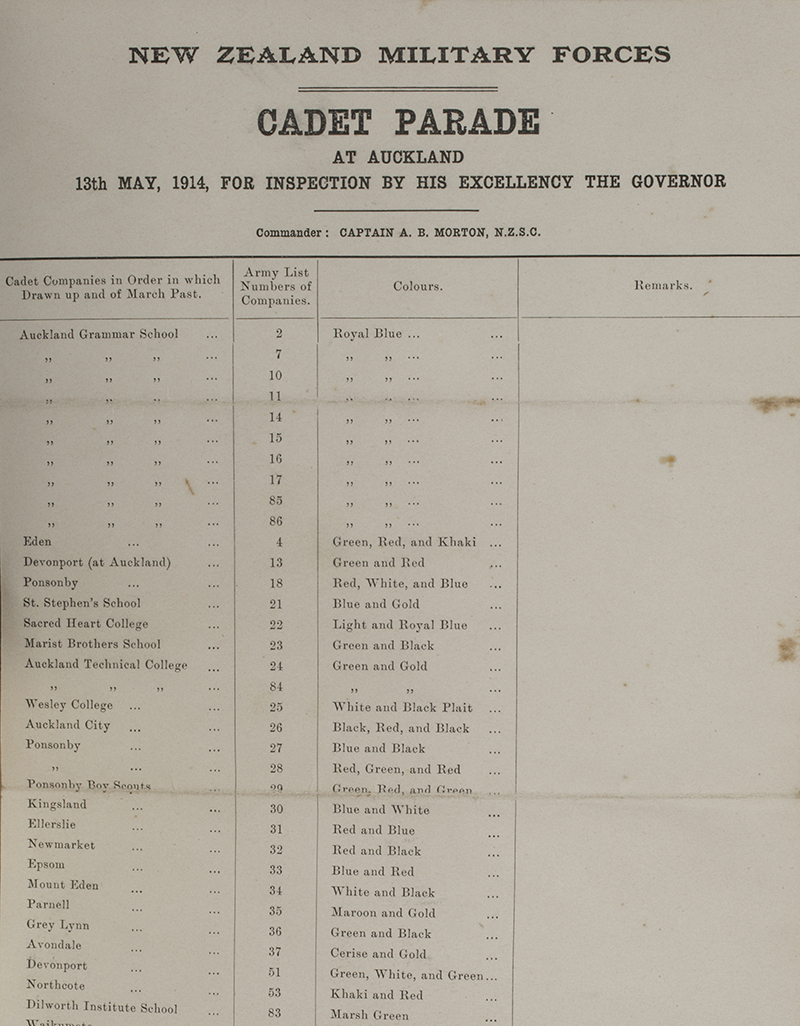 NEW ZEALAND MILITARY FORCES
CADET PARADE
AT AUCKLAND
13th MAY, 1914, FOR INSPECTION BY HIS EXCELLENCY THE GOVERNOR
Commander: CAPTAIN A. B. MORTON, N.Z.S.C.
Cadet Companies in Order in which Drawn up and of March Past. Army List Numbers of Companies. Colours. Remarks.
Auckland Grammar School ... 2 Royal Blue ... ...
„ „ „ ... 7 „ „ ... ...
„ „ „ ... 10 „ „ ... ...
„ „ „ ... 11 „ „ ... ...
„ „ „ ... 14 „ „ ... ...
„ „ „ ... 15 „ „ ... ...
„ „ „ ... 16 „ „ ... ...
„ „ „ ... 17 „ „ ... ...
„ „ „ ... 85 „ „ ... ...
„ „ „ ... 86 „ „ ... ...
Eden ... ... 4 Green, Red, and Khaki ...
Devonport (at Auckland) ... 13 Green and Red ...
Ponsonby ... ... 18 Red, White, and Blue ...
St. Stephen's School ... 21 Blue and Gold ...
Sacred Heart College ... 22 Light and Royal Blue ...
Marist Brothers School ... 23 Green and Black ...
Auckland Technical College ... 24 Green and Gold ...
„ „ „ ... 84 „ „ ...
Wesley College ... ... 25 White and Black Plait ...
Auckland City ... ... 26 Black, Red, and Black ...
Ponsonby ... ... 27 Blue and Black ...
„ ... ... 28 Red, Green, and Red ...
Ponsonby Boy Scouts ... 29 Green, Red, and Green ...
Kingsland ... ... 30 Blue and White ...
Ellerslie ... ... 31 Red and Blue ...
Newmarket ... ... 32 Red and Black ...
Epsom ... ... 33 Blue and Red ...
Mount Eden ... ... 34 White and Black ...
Parnell ... ... 35 Maroon and Gold ...
Grey Lynn ... ... 36 Green and Black ...
Avondale ... ... 37 Cerise and Gold ...
Devonport ... ... 51 Green, White, and Green ...
Northcote ... ... 53 Khaki and Red ...
Dilworth Institute School ... 83 Marsh Green ...